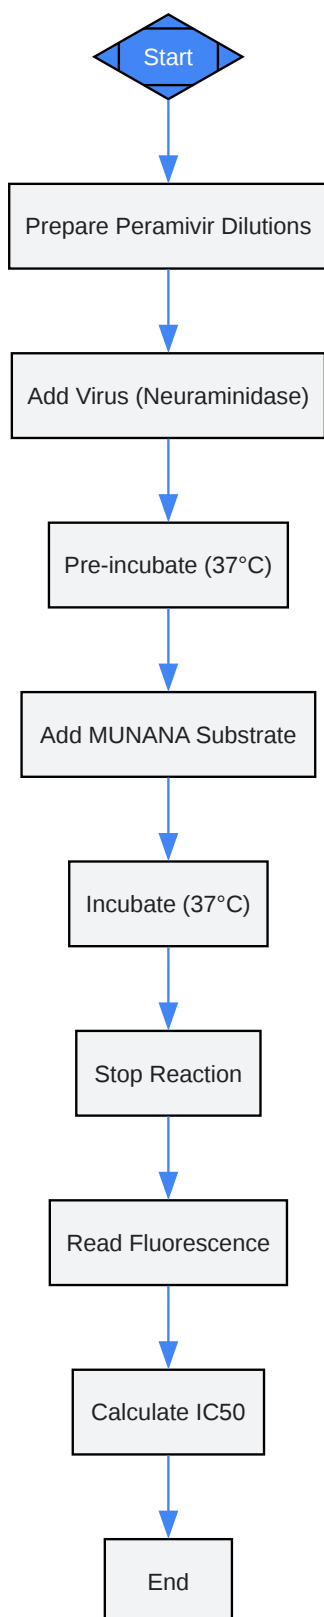 Start
Prepare Peramivir Dilutions
Add Virus (Neuraminidase)
Pre-incubate (37°C)
Add MUNANA Substrate
Incubate (37°C)
Stop Reaction
Read Fluorescence
Calculate IC50
End